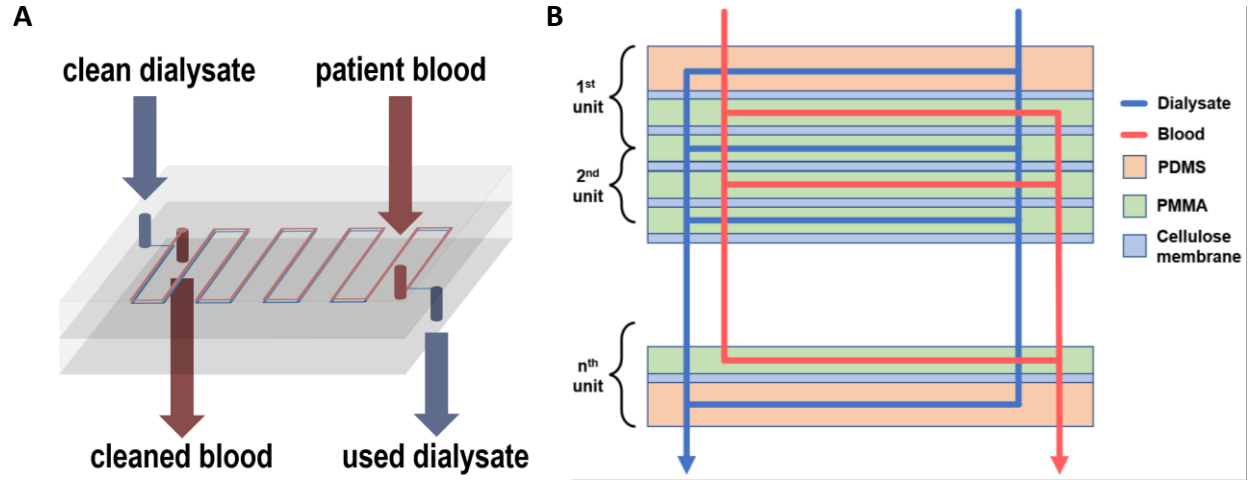 A
clean dialysate
patient blood
cleaned blood
used dialysate
B
1st
unit
2nd
unit
nth
unit
Dialysate
Blood
PDMS
PMMA
Cellulose
membrane